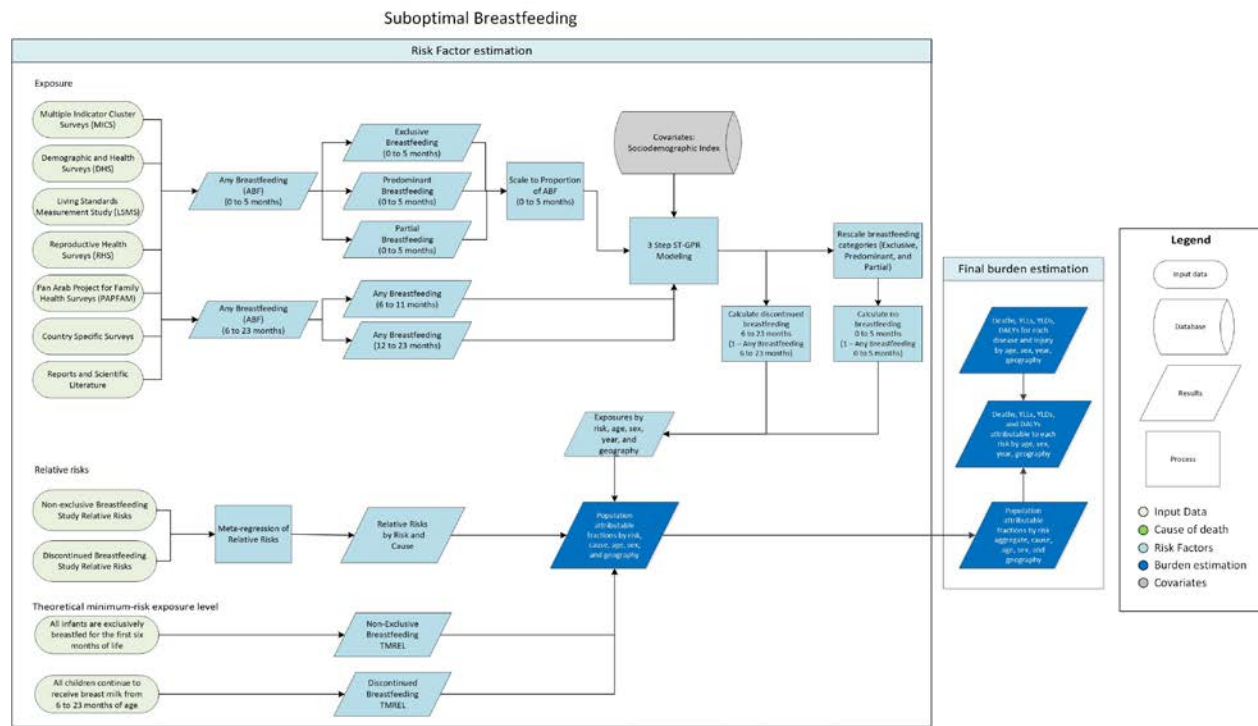 Suboptimal Breastfeeding
Risk Factor estimation
Exposure
Multiple Indicator Cluster
Surveys (MICS)
Demographic and Health
Surveys (DHS)
Living Standards
Measurement Study (LSMS)
Reproductive Health
Surveys (RHS)
Pan Arab Project for Family
Health Surveys (PAPFAM)
Country Specific Surveys
Reports and Scientific
Literature
Any Breastfeeding
(ABF)
(0 to 5 months)
Any Breastfeeding
(ABF)
(6 to 23 months)
Exclusive
Breastfeeding
(0 to 5 months)
Predominant
Breastfeeding
(0 to 5 months)
Partial
Breastfeeding
(0 to 5 months)
Any Breastfeeding
(6 to 11 months)
Any Breastfeeding
(12 to 23 months)
Scale to Proportion
of ABF
(0 to 5 months)
Covariates:
Sociodemographic Index
3 Step ST-GPR
Modeling
Rescale breastfeeding
categories (Exclusive,
Predominant, and
Partial)
Calculate discontinued
breastfeeding
6 to 23 months
(1 – Any Breastfeeding
6 to 23 months)
Calculate no
breastfeeding
0 to 5 months
(1 – Any Breastfeeding
0 to 5 months)
Exposures by
risk, age, sex,
year, and
geography
Relative risks
Non-exclusive Breastfeeding
Study Relative Risks
Discontinued Breastfeeding
Study Relative Risks
Meta-regression of
Relative Risks
Relative Risks
by Risk and
Cause
Population
attributable
fractions by risk,
cause, age, sex,
and geography
Theoretical minimum-risk exposure level
All infants are exclusively
breastfed for the first six
months of life
Non-Exclusive
Breastfeeding
TMREL
All children continue to
receive breast milk from
6 to 23 months of age
Discontinued
Breastfeeding
TMREL
Final burden estimation
Deaths, YLLs, YLDs,
DALYs for each
disease and injury
by age, sex, year,
geography
Deaths, YLLs, YLDs,
and DALYs
attributable to each
risk by age, sex,
year, geography
Population
attributable
fractions by risk
aggregate, cause,
age, sex, and
geography
Legend
Input data
Database
Results
Process
Input Data
Cause of death
Risk Factors
Burden estimation
Covariates